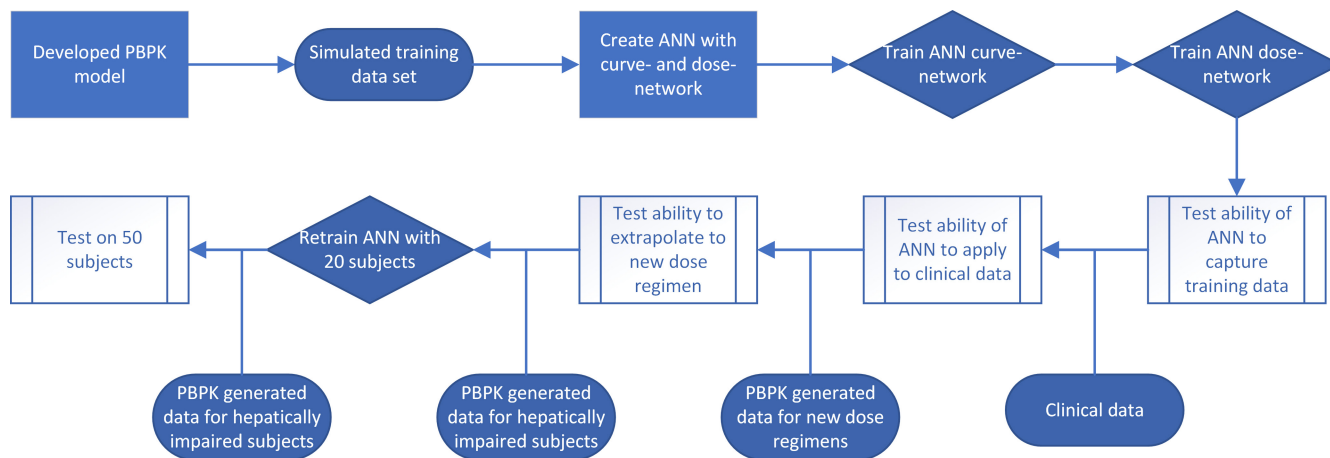 Developed PBPK
model
Simulated training
data set
Create ANN with
curve- and dose-
network
Train ANN curve-
network
Train ANN dose-
network
Test on 50
subjects
Retrain ANN with
20 subjects
Test ability to
extrapolate to
new dose
regimen
Test ability of
ANN to apply
to clinical data
Test ability of
ANN to
capture
training data
PBPK generated
data for hepatically
impaired subjects
PBPK generated
data for hepatically
impaired subjects
PBPK generated
data for new dose
regimens
Clinical data